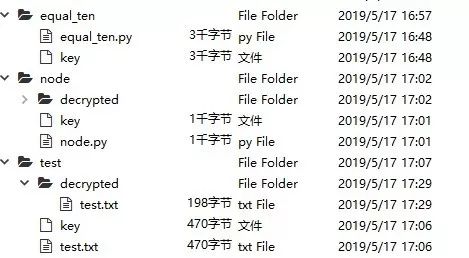 equal_ten File Folder 2019/5/17 16:57
equal_ten.py 3千字节 py File 2019/5/17 16:48
key 3千字节 文件 2019/5/17 16:48
node File Folder 2019/5/17 17:02
decrypted File Folder 2019/5/17 17:02
key 1千字节 文件 2019/5/17 17:01
node.py 1千字节 py File 2019/5/17 17:01
test File Folder 2019/5/17 17:07
decrypted File Folder 2019/5/17 17:29
test.txt 198字节 txt File 2019/5/17 17:29
key 470字节 文件 2019/5/17 17:06
test.txt 470字节 txt File 2019/5/17 17:06